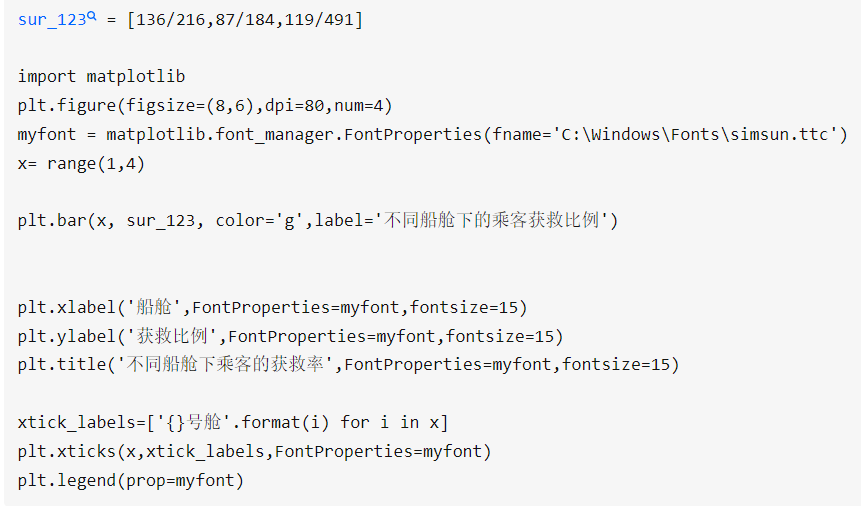 sur_123 = [136/216,87/184,119/491]
import matplotlib
plt.figure(figsize=(8,6),dpi=80,num=4)
myfont = matplotlib.font_manager.FontProperties(fname='C:\Windows\Fonts\simsun.ttc')
x= range(1,4)
plt.bar(x, sur_123, color='g',label='不同船舱下的乘客获救比例')
plt.xlabel('船舱',FontProperties=myfont,fontsize=15)
plt.ylabel('获救比例',FontProperties=myfont,fontsize=15)
plt.title('不同船舱下乘客的获救率',FontProperties=myfont,fontsize=15)
xtick_labels=['{}号舱'.format(i) for i in x]
plt.xticks(x,xtick_labels,FontProperties=myfont)
plt.legend(prop=myfont)